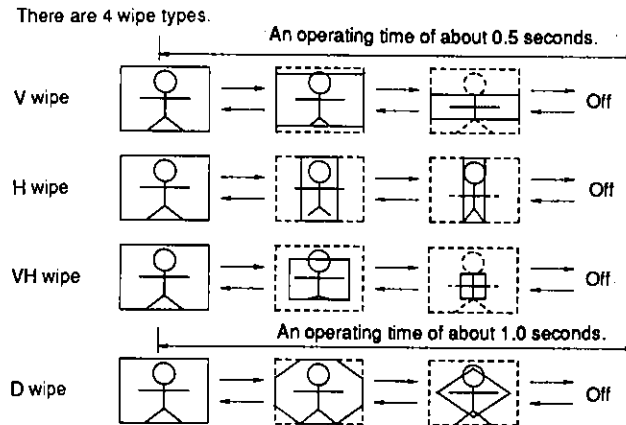 There are 4 wipe types.
An operating time of about 0.5 seconds.
V wipe
Off
H wipe
Off
VH wipe
Off
An operating time of about 1.0 seconds.
D wipe
Off